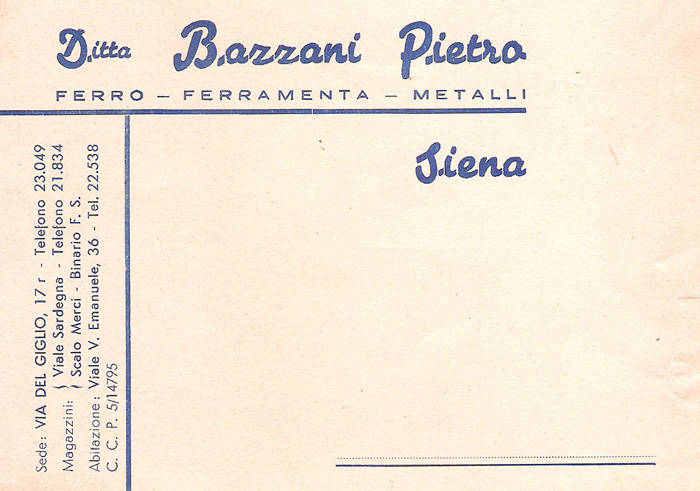 Ditta Bazzani Pietro
FERRO - FERRAMENTA - METALLI
Siena
Sede: VIA DEL GIGLIO, 17 r - Telefono 23.049
Magazzini: { Viale Sardegna - Telefono 21.834
{ Scalo Merci - Binario F. S.
Abitazione: Viale V. Emanuele, 36 - Tel. 22.538
C. C. P. 5/14795